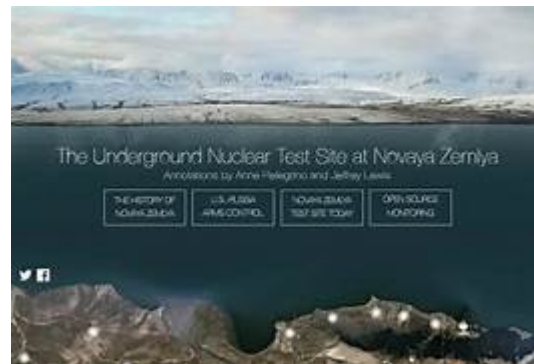 The Underground Nuclear Test Site at Novaya Zemlya
Annotations by Anne Pellegrino and Jeffrey Lewis
THE HISTORY OF
NOVAYA ZEMLYA
U.S.-RUSSIA
ARMS CONTROL
NOVAYA ZEMLYA
TEST SITE TODAY
OPEN SOURCE
MONITORING